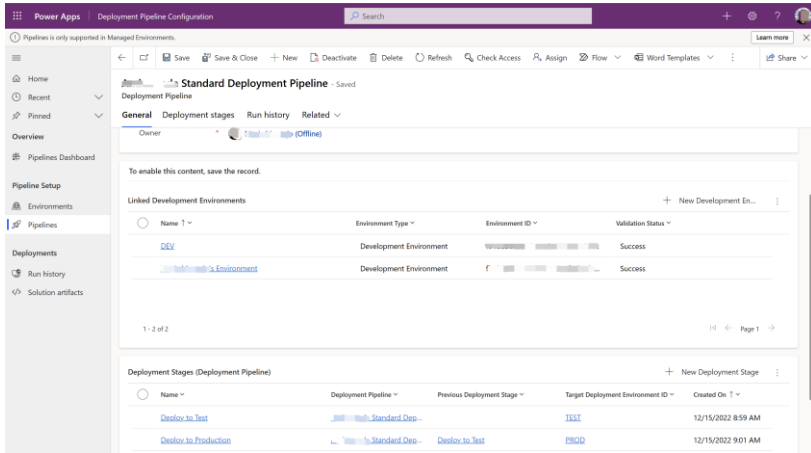 Power Apps Deployment Pipeline Configuration Search
Pipelines is only supported in Managed Environments. Learn more
Save Save & Close New Deactivate Delete Refresh Check Access Assign Flow Word Templates Share
Home
Recent
Pinned
Overview
Pipelines Dashboard
Pipeline Setup
Environments
Pipelines
Deployments
Run history
Solution artifacts
Standard Deployment Pipeline - Saved
Deployment Pipeline
General Deployment stages Run history Related
Owner * (Offline)
To enable this content, save the record.
Linked Development Environments New Development En...
Name ↑ Environment Type Environment ID Validation Status
DEV Development Environment Success
's Environment Development Environment ... Success
1 - 2 of 2 Page 1
Deployment Stages (Deployment Pipeline) New Deployment Stage
Name Deployment Pipeline Previous Deployment Stage Target Deployment Environment ID Created On ↑
Deploy to Test Standard Dep... TEST 12/15/2022 8:59 AM
Deploy to Production Standard Dep... Deploy to Test PROD 12/15/2022 9:01 AM